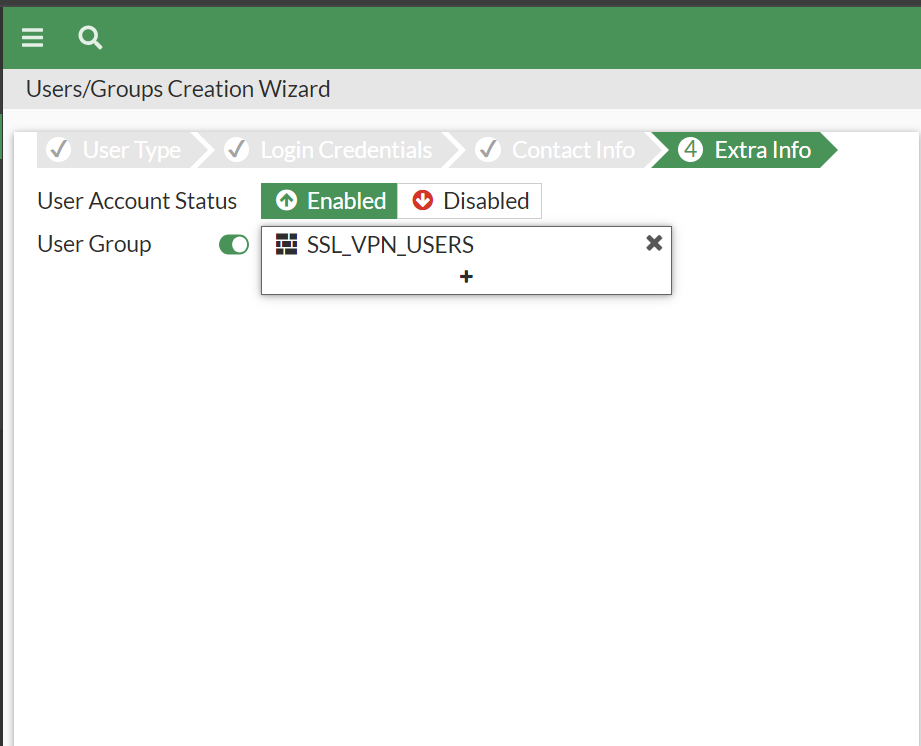 Users/Groups Creation Wizard
User Type Login Credentials Contact Info 4 Extra Info
User Account Status Enabled Disabled
User Group SSL_VPN_USERS
+